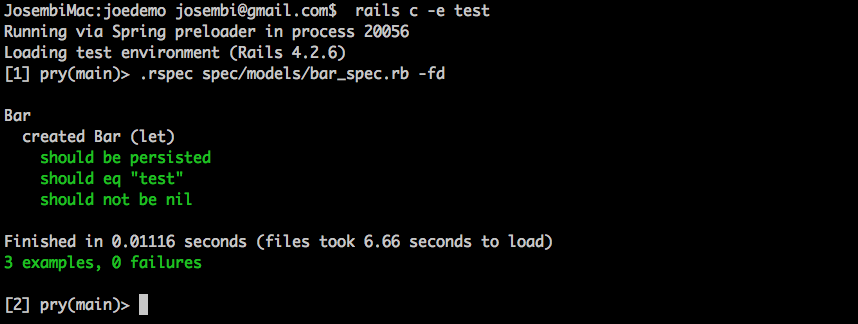 JosembiMac:joedemo josembi@gmail.com$  rails c -e test
Running via Spring preloader in process 20056
Loading test environment (Rails 4.2.6)
[1] pry(main)> .rspec spec/models/bar_spec.rb -fd
Bar
  created Bar (let)
    should be persisted
    should eq "test"
    should not be nil
Finished in 0.01116 seconds (files took 6.66 seconds to load)
3 examples, 0 failures
[2] pry(main)>